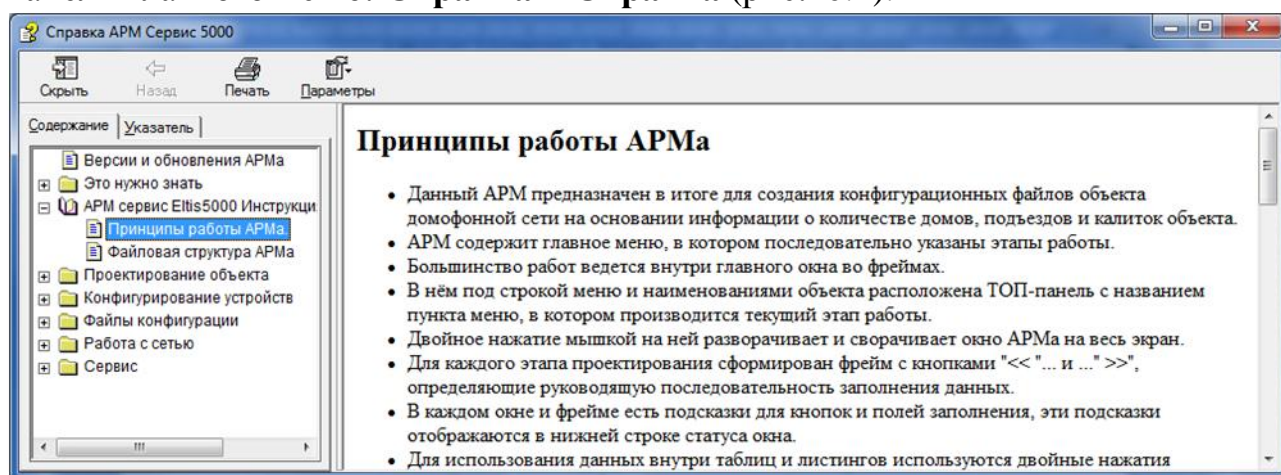 Справка АРМ Сервис 5000
Скрыть Назад Печать Параметры
Содержание Указатель
Версии и обновления АРМа
Это нужно знать
АРМ сервис Eltis5000 Инструкци
Принципы работы АРМа.
Файловая структура АРМа
Проектирование объекта
Конфигурирование устройств
Файлы конфигурации
Работа с сетью
Сервис
Принципы работы АРМа
• Данный АРМ предназначен в итоге для создания конфигурационных файлов объекта
домофонной сети на основании информации о количестве домов, подъездов и калиток объекта.
• АРМ содержит главное меню, в котором последовательно указаны этапы работы.
• Большинство работ ведется внутри главного окна во фреймах.
• В нём под строкой меню и наименованиями объекта расположена ТОП-панель с названием
пункта меню, в котором производится текущий этап работы.
• Двойное нажатие мышкой на ней разворачивает и сворачивает окно АРМа на весь экран.
• Для каждого этапа проектирования сформирован фрейм с кнопками "<< "... и ..." >>",
определяющие руководящую последовательность заполнения данных.
• В каждом окне и фрейме есть подсказки для кнопок и полей заполнения, эти подсказки
отображаются в нижней строке статуса окна.
• Для использования данных внутри таблиц и листингов используются двойные нажатия